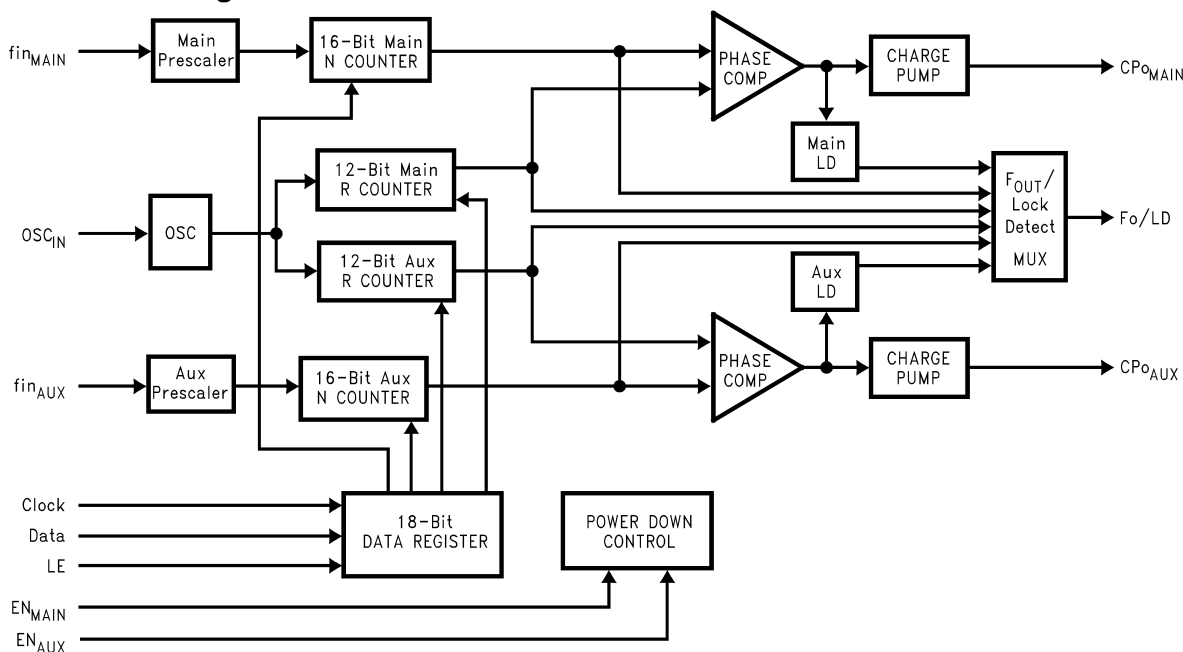 fin_MAIN
Main
Prescaler
16-Bit Main
N COUNTER
PHASE
COMP
CHARGE
PUMP
CPo_MAIN
Main
LD
12-Bit Main
R COUNTER
OSC_IN
OSC
12-Bit Aux
R COUNTER
F_OUT/
Lock
Detect
MUX
Fo/LD
Aux
LD
fin_AUX
Aux
Prescaler
16-Bit Aux
N COUNTER
PHASE
COMP
CHARGE
PUMP
CPo_AUX
Clock
Data
LE
18-Bit
DATA REGISTER
POWER DOWN
CONTROL
EN_MAIN
EN_AUX